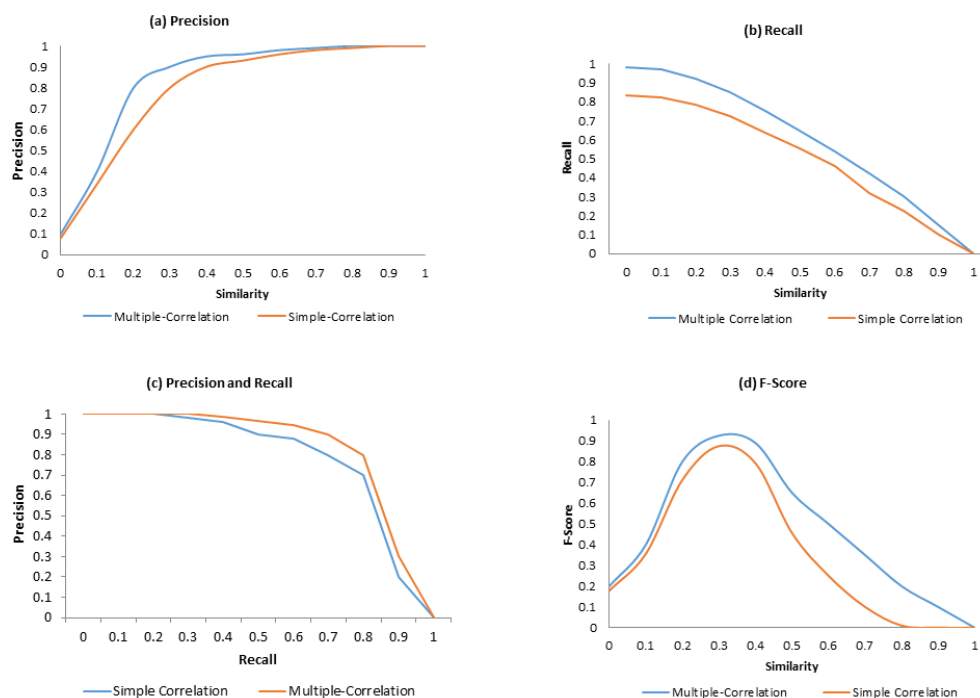 (a) Precision
1
0.9
0.8
0.7
0.6
0.5
0.4
0.3
0.2
0.1
0
Precision
0 0.1 0.2 0.3 0.4 0.5 0.6 0.7 0.8 0.9 1
Similarity
Multiple-Correlation Simple-Correlation
(b) Recall
1
0.9
0.8
0.7
0.6
0.5
0.4
0.3
0.2
0.1
0
Recall
0 0.1 0.2 0.3 0.4 0.5 0.6 0.7 0.8 0.9 1
Similarity
Multiple Correlation Simple Correlation
(c) Precision and Recall
1
0.9
0.8
0.7
0.6
0.5
0.4
0.3
0.2
0.1
0
Precision
0 0.1 0.2 0.3 0.4 0.5 0.6 0.7 0.8 0.9 1
Recall
Simple Correlation Multiple-Correlation
(d) F-Score
1
0.9
0.8
0.7
0.6
0.5
0.4
0.3
0.2
0.1
0
F-Score
0 0.1 0.2 0.3 0.4 0.5 0.6 0.7 0.8 0.9 1
Similarity
Multiple-Correlation Simple Correlation